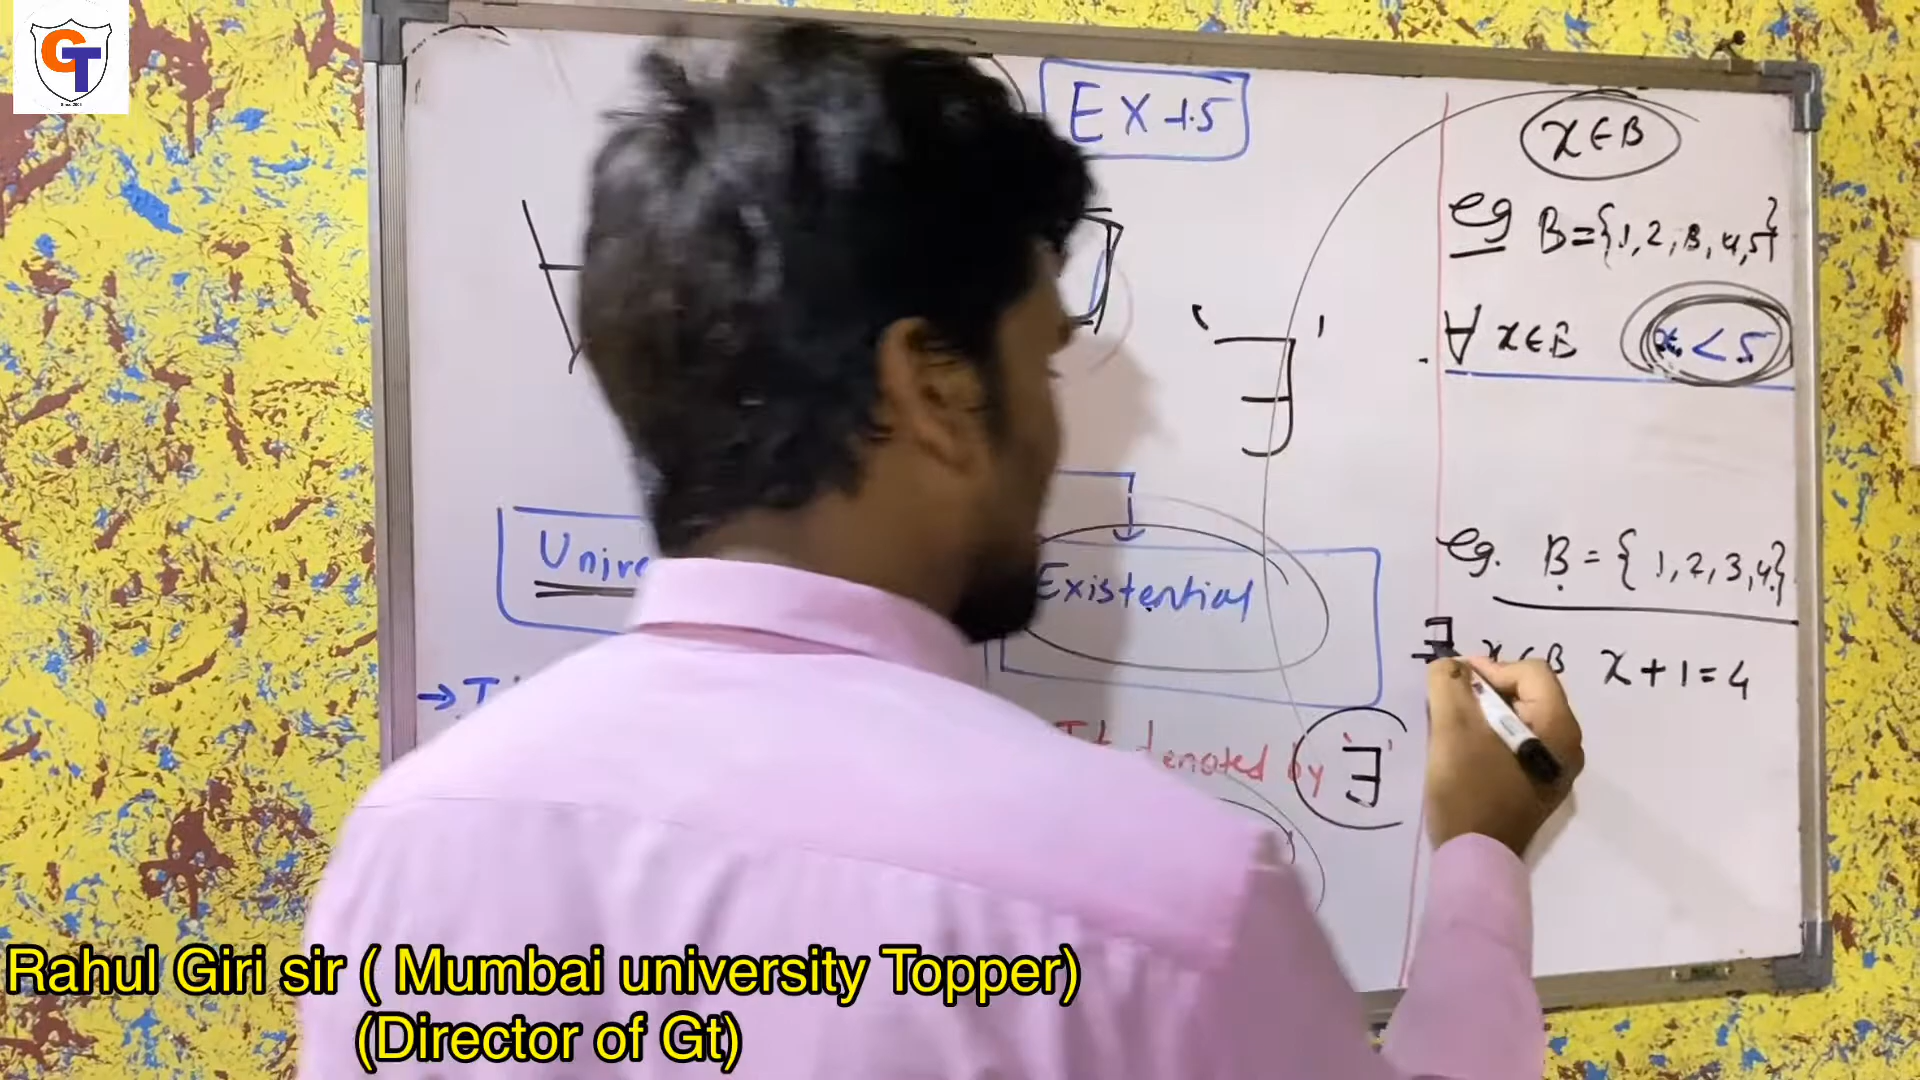 GT
EX-1.5
x∈B
eg B={1,2,3,4,5}
'∃'
∀ x∈B x<5
Existential
eg. B = {1,2,3,4}
∃ x∈B x+1=4
denoted by '∃'
Rahul Giri sir ( Mumbai university Topper)
(Director of Gt)